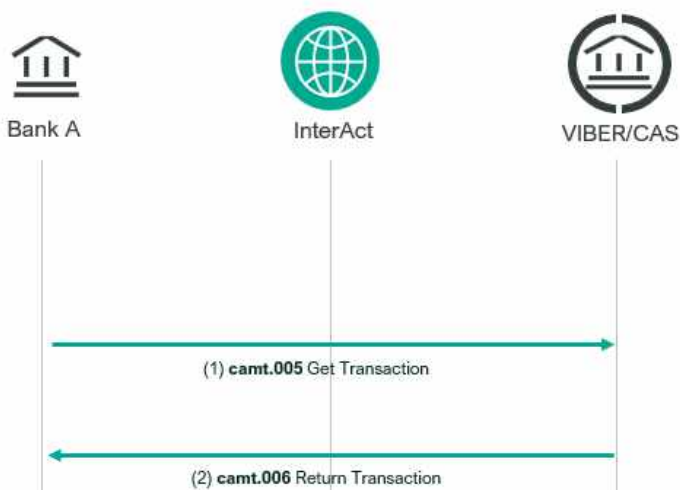 Bank A
InterAct
VIBER/CAS
(1) camt.005 Get Transaction
(2) camt.006 Return Transaction